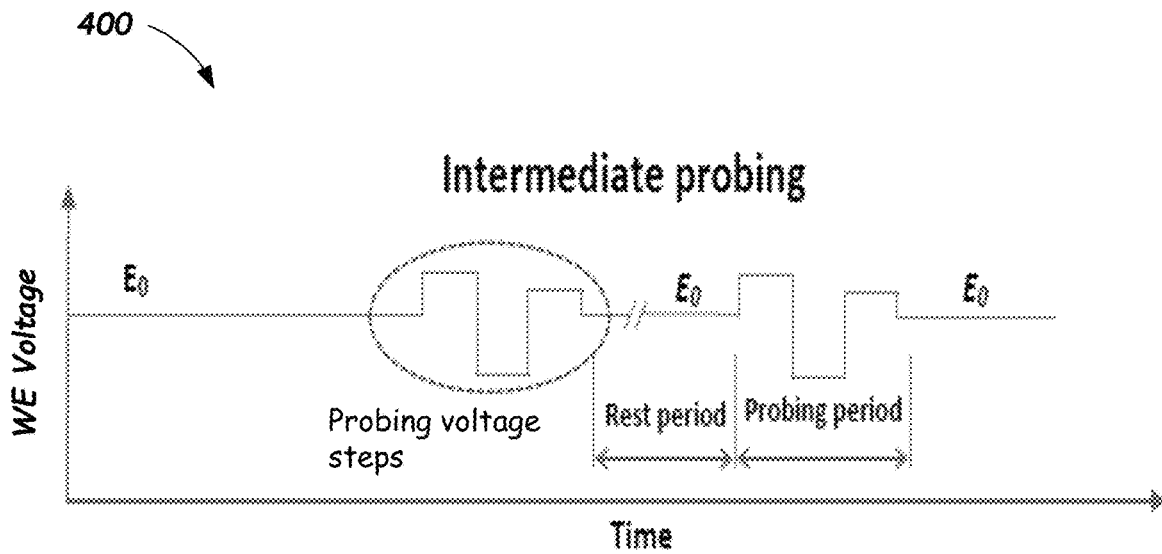 400
Intermediate probing
WE Voltage
E₀
E₀
E₀
Probing voltage
steps
Rest period
Probing period
Time